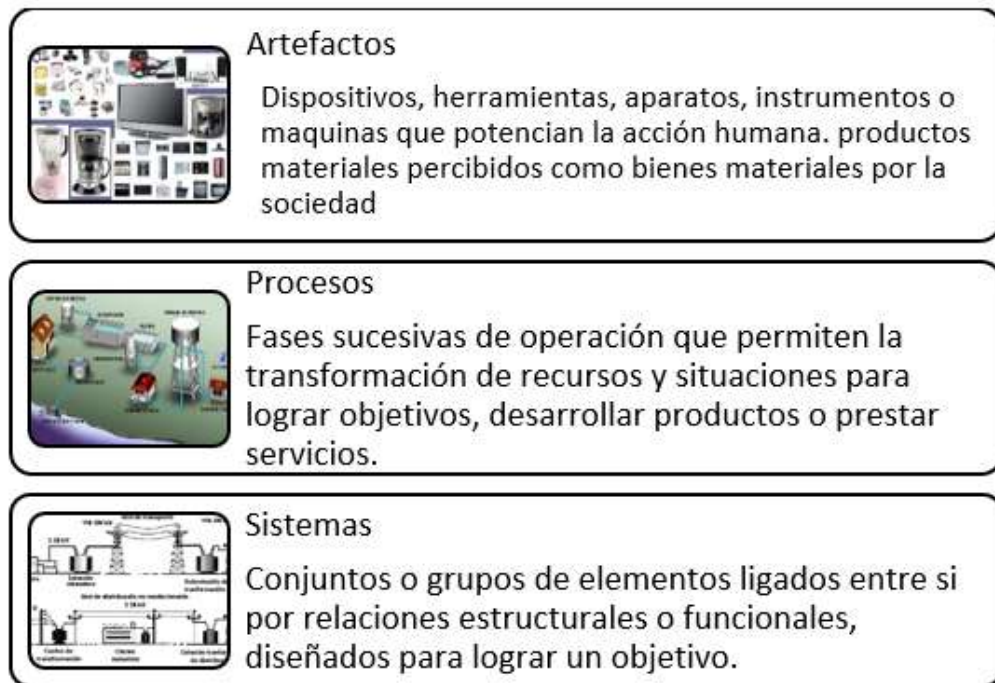 Artefactos
Dispositivos, herramientas, aparatos, instrumentos o
maquinas que potencian la acción humana. productos
materiales percibidos como bienes materiales por la
sociedad
Procesos
Fases sucesivas de operación que permiten la
transformación de recursos y situaciones para
lograr objetivos, desarrollar productos o prestar
servicios.
Sistemas
Conjuntos o grupos de elementos ligados entre si
por relaciones estructurales o funcionales,
diseñados para lograr un objetivo.